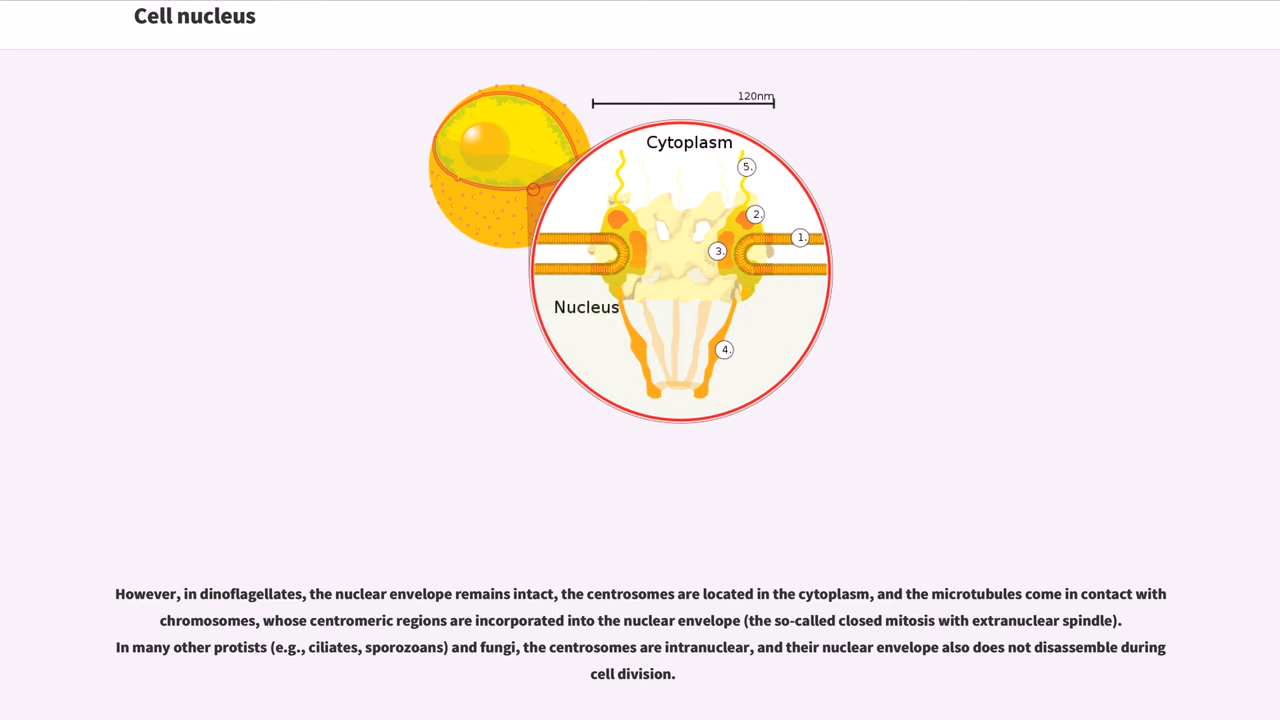 Cell nucleus
120nm
Cytoplasm
5.
2.
1.
3.
Nucleus
4.
However, in dinoflagellates, the nuclear envelope remains intact, the centrosomes are located in the cytoplasm, and the microtubules come in contact with
chromosomes, whose centromeric regions are incorporated into the nuclear envelope (the so-called closed mitosis with extranuclear spindle).
In many other protists (e.g., ciliates, sporozoans) and fungi, the centrosomes are intranuclear, and their nuclear envelope also does not disassemble during
cell division.